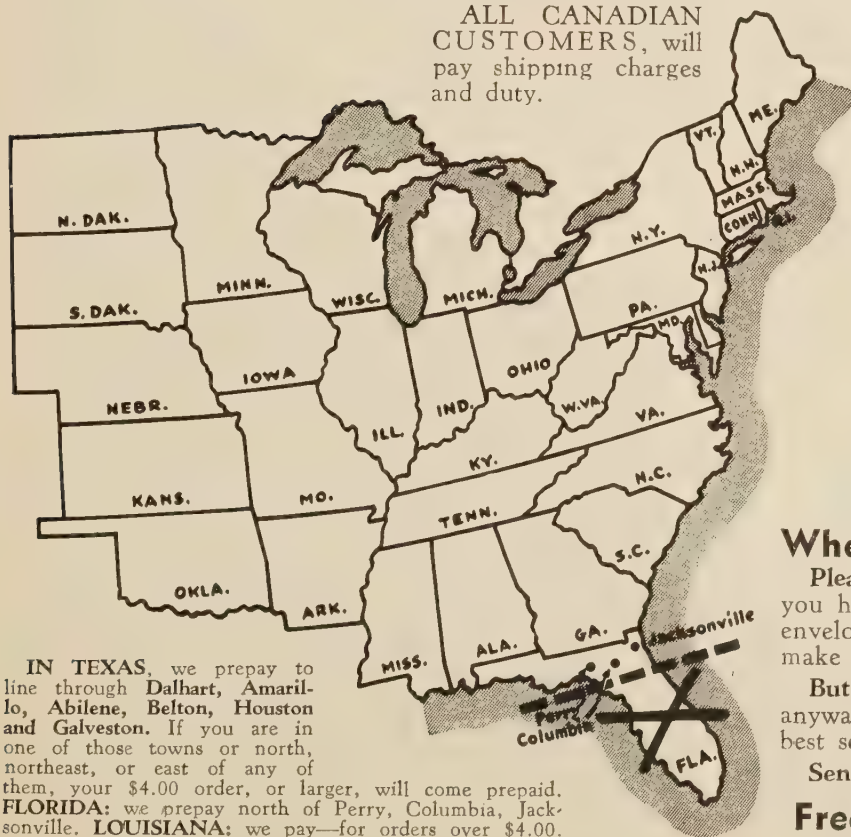 ALL CANADIAN
CUSTOMERS, will
pay shipping charges
and duty.
ME.
VT.
N.H.
MASS.
CONN
R.I.
N. DAK.
N.Y.
MINN.
WISC.
MICH.
N.J.
S. DAK.
PA.
MD.
IOWA
OHIO
NEBR.
IND.
W.VA.
ILL.
VA.
KY.
KANS.
MO.
N.C.
TENN.
S.C.
OKLA.
ARK.
MISS.
ALA.
GA.
Jacksonville
Perry
Columbia
FLA.
IN TEXAS, we prepay to
line through Dalhart, Amaril-
lo, Abilene, Belton, Houston
and Galveston. If you are in
one of those towns or north,
northeast, or east of any of
them, your $4.00 order, or larger, will come prepaid.
FLORIDA: we prepay north of Perry, Columbia, Jack-
sonville. LOUISIANA: we pay—for orders over $4.00.
Whe
Plea
you h
envelo
make
But
anywa
best se
Sen
Free